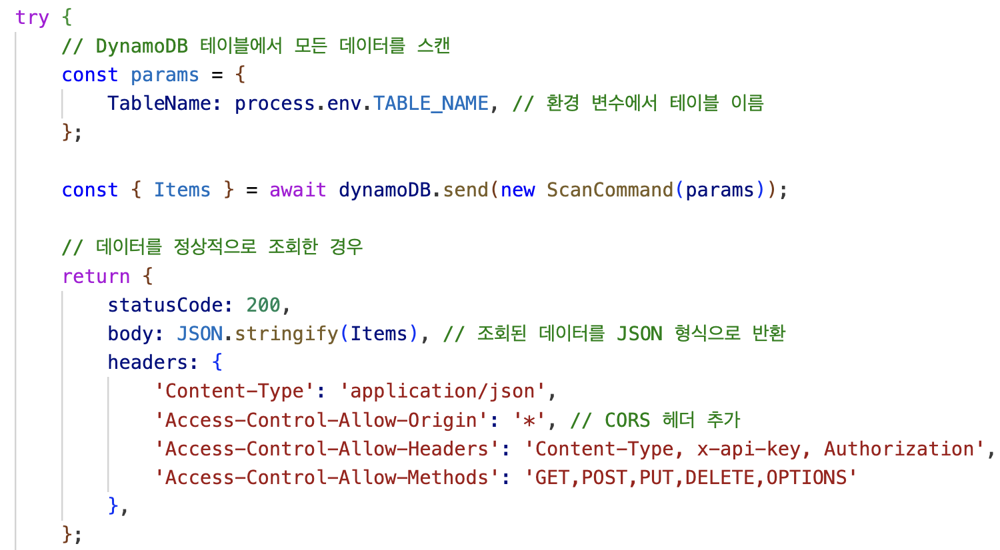 try {
// DynamoDB 테이블에서 모든 데이터를 스캔
const params = {
TableName: process.env.TABLE_NAME, // 환경 변수에서 테이블 이름
};
const { Items } = await dynamoDB.send(new ScanCommand(params));
// 데이터를 정상적으로 조회한 경우
return {
statusCode: 200,
body: JSON.stringify(Items), // 조회된 데이터를 JSON 형식으로 반환
headers: {
'Content-Type': 'application/json',
'Access-Control-Allow-Origin': '*', // CORS 헤더 추가
'Access-Control-Allow-Headers': 'Content-Type, x-api-key, Authorization',
'Access-Control-Allow-Methods': 'GET,POST,PUT,DELETE,OPTIONS'
},
};